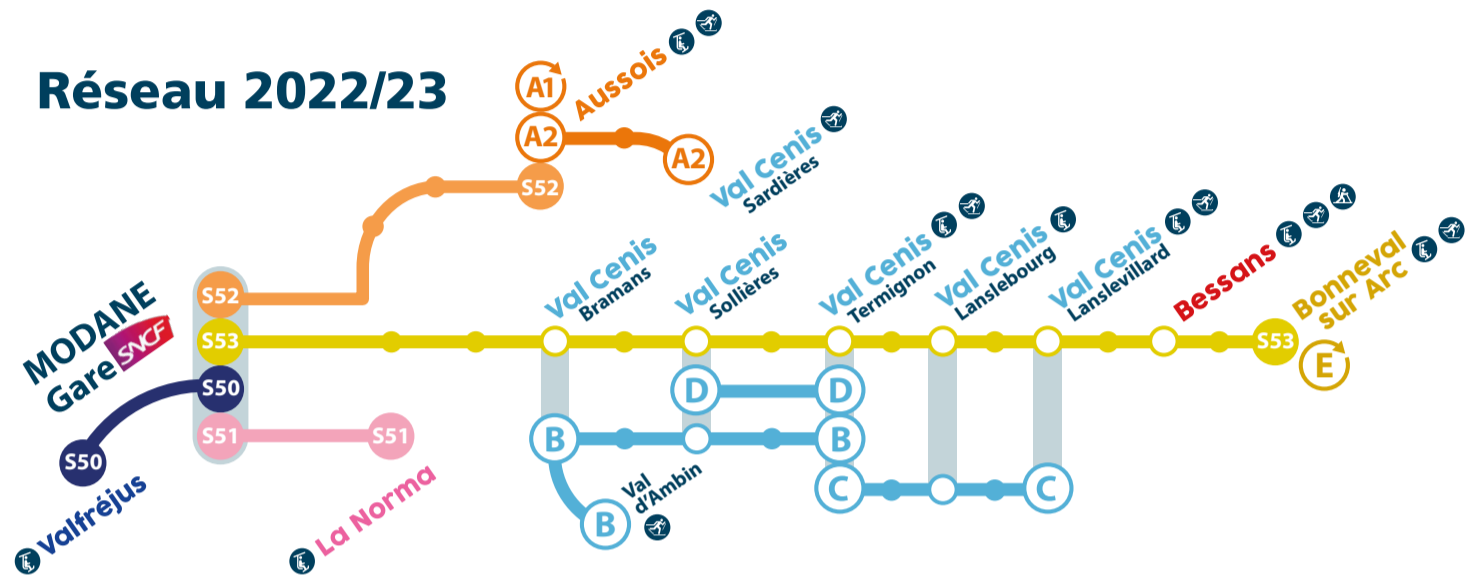 Réseau 2022/23
A1
Aussois
A2
A2
S52
Val Cenis
Sardières
MODANE
Gare SNCF
S52
S53
S50
S51
S51
S50
Valfréjus
La Norma
Val Cenis
Bramans
Val Cenis
Sollières
Val Cenis
Termignon
Val Cenis
Lanslebourg
Val Cenis
Lanslevillard
Bessans
Bonneval
sur Arc
S53
E
D
D
B
B
B
Val
d'Ambin
C
C